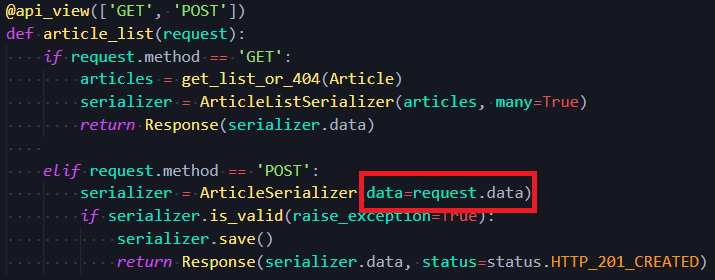 @api_view(['GET', 'POST'])
def article_list(request):
    if request.method == 'GET':
        articles = get_list_or_404(Article)
        serializer = ArticleListSerializer(articles, many=True)
        return Response(serializer.data)
    elif request.method == 'POST':
        serializer = ArticleSerializer(data=request.data)
        if serializer.is_valid(raise_exception=True):
            serializer.save()
            return Response(serializer.data, status=status.HTTP_201_CREATED)